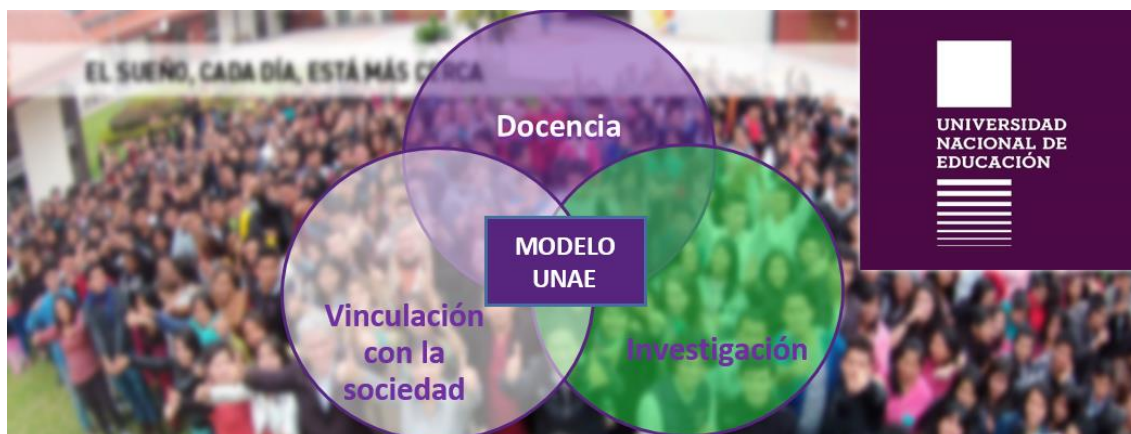 EL SUEÑO, CADA DÍA, ESTÁ MÁS CERCA
Docencia
UNIVERSIDAD
NACIONAL DE
EDUCACIÓN
MODELO
UNAE
Vinculación
con la
sociedad
Investigación